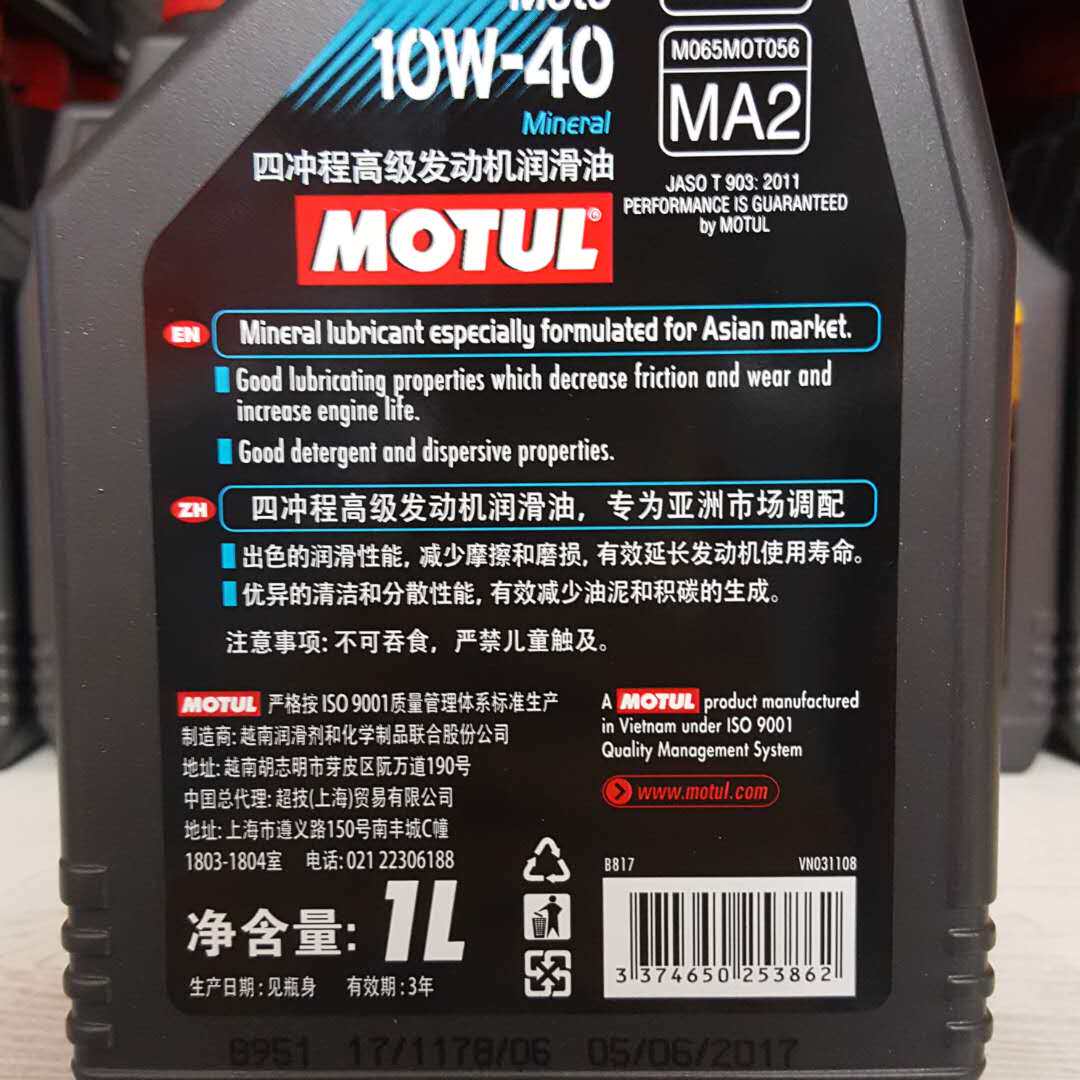 Moto
10W-40
Mineral
四冲程高级发动机润滑油
MOTUL®
M065MOT056
MA2
JASO T 903: 2011
PERFORMANCE IS GUARANTEED
by MOTUL
EN Mineral lubricant especially formulated for Asian market.
Good lubricating properties which decrease friction and wear and
increase engine life.
Good detergent and dispersive properties.
ZH 四冲程高级发动机润滑油，专为亚洲市场调配
出色的润滑性能, 减少摩擦和磨损, 有效延长发动机使用寿命。
优异的清洁和分散性能, 有效减少油泥和积碳的生成。
注意事项: 不可吞食，严禁儿童触及。
MOTUL 严格按 ISO 9001质量管理体系标准生产
制造商: 越南润滑剂和化学制品联合股份公司
地址: 越南胡志明市芽皮区阮万道190号
中国总代理: 超技(上海)贸易有限公司
地址: 上海市遵义路150号南丰城C幢
1803-1804室 电话: 021 22306188
净含量: 1L
生产日期: 见瓶身 有效期: 3年
A MOTUL product manufactured
in Vietnam under ISO 9001
Quality Management System
www.motul.com
B817 VN031108
3 374650 253862
8951 17/1178/06 05/06/2017